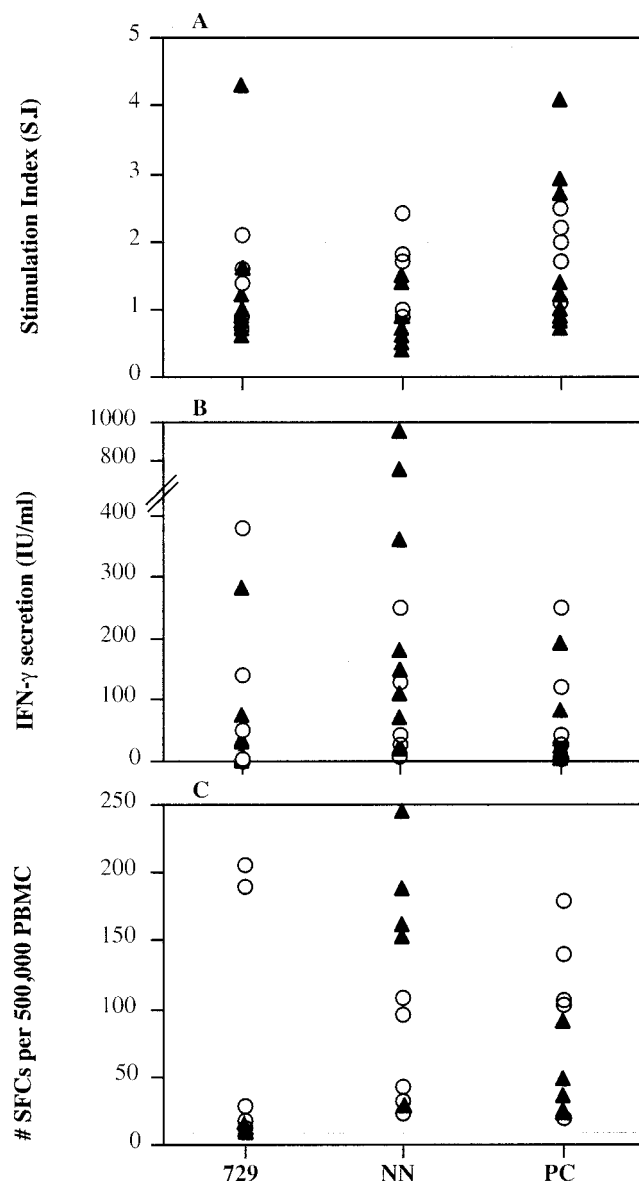 A
Stimulation Index (S.I)
5
4
3
2
1
0
B
IFN-γ secretion (IU/ml)
1000
800
400
300
200
100
0
C
# SFCs per 500,000 PBMC
250
200
150
100
50
0
729 NN PC